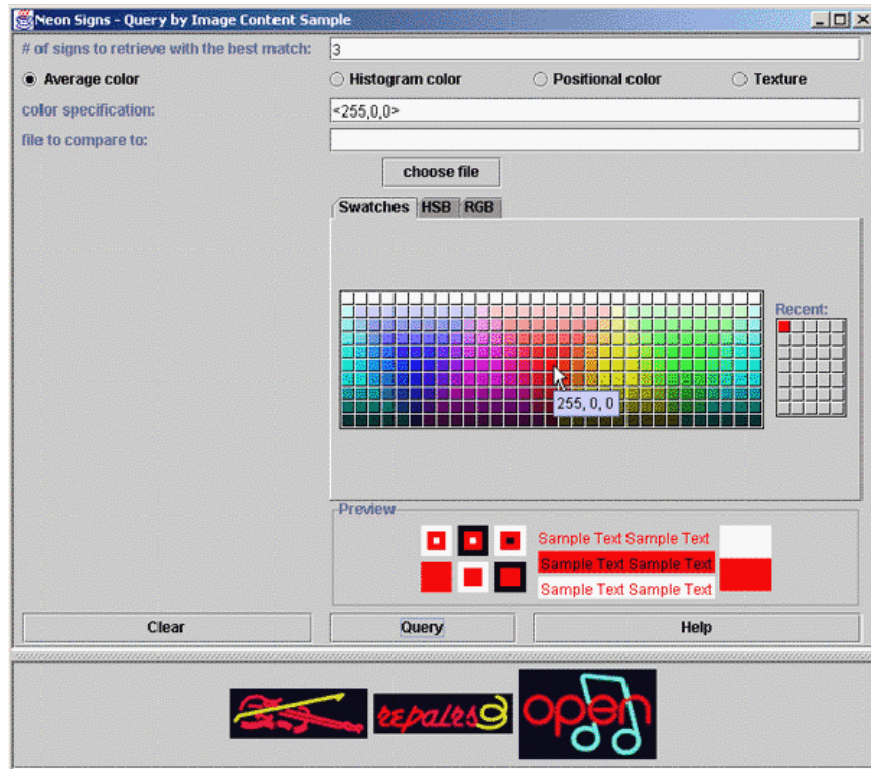 Neon Signs - Query by Image Content Sample
# of signs to retrieve with the best match: 3
Average color Histogram color Positional color Texture
color specification: <255,0,0>
file to compare to:
choose file
Swatches HSB RGB
Recent:
255, 0, 0
Preview
Sample Text Sample Text
Sample Text Sample Text
Sample Text Sample Text
Clear Query Help
repairs open